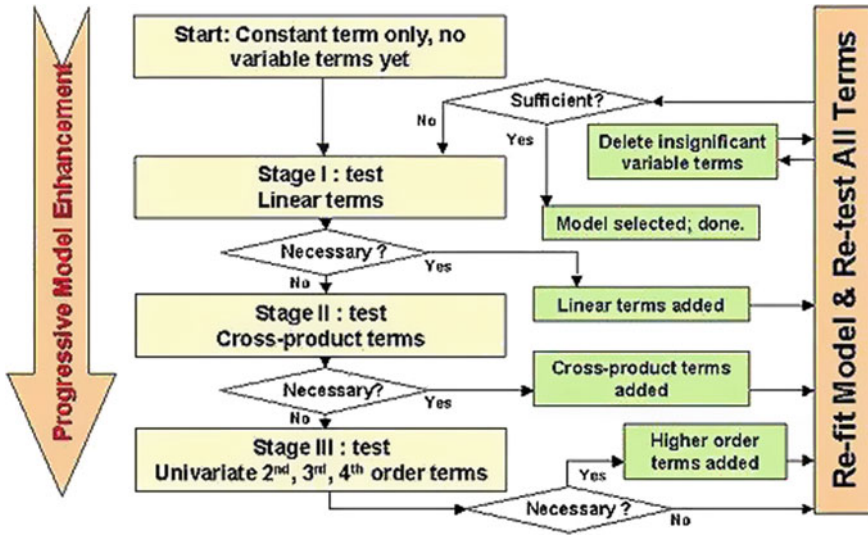 Start: Constant term only, no
variable terms yet
Sufficient?
No
Yes
Delete insignificant
variable terms
Stage I : test
Linear terms
Model selected; done.
Necessary ?
Yes
No
Linear terms added
Stage II : test
Cross-product terms
Necessary?
Yes
No
Cross-product terms
added
Stage III : test
Univariate 2nd, 3rd, 4th order terms
Higher order
terms added
Yes
Necessary ?
No
Progressive Model Enhancement
Re-fit Model & Re-test All Terms